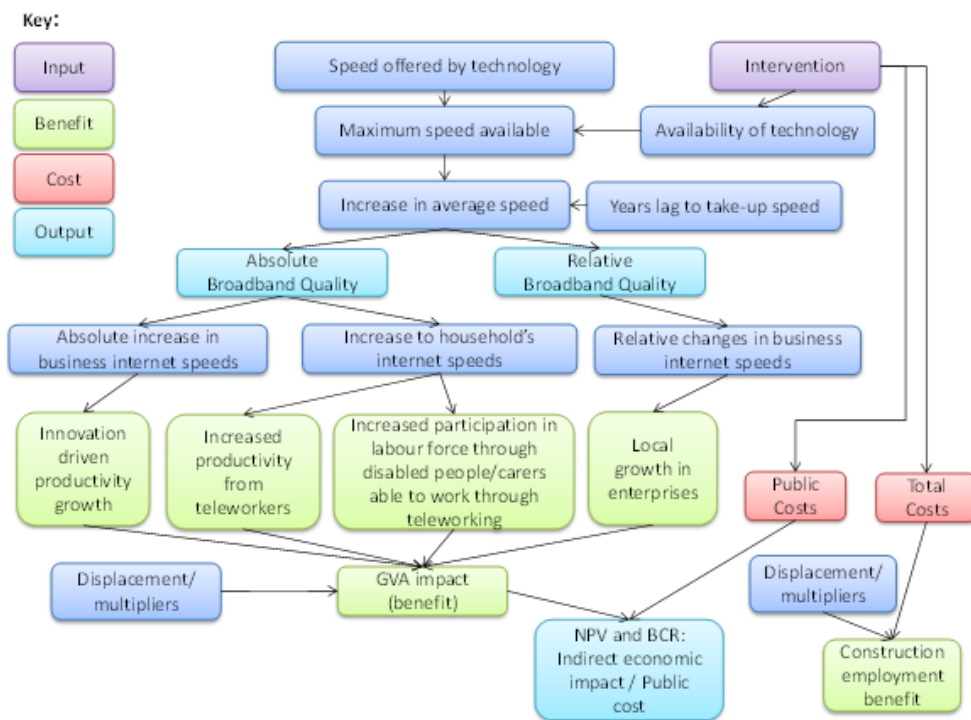 Key:
Input
Benefit
Cost
Output
Speed offered by technology
Intervention
Maximum speed available
Availability of technology
Increase in average speed
Years lag to take-up speed
Absolute
Broadband Quality
Relative
Broadband Quality
Absolute increase in
business internet speeds
Increase to household's
internet speeds
Relative changes in business
internet speeds
Innovation
driven
productivity
growth
Increased
productivity
from
teleworkers
Increased participation in
labour force through
disabled people/carers
able to work through
teleworking
Local
growth in
enterprises
Public
Costs
Total
Costs
Displacement/
multipliers
GVA impact
(benefit)
Displacement/
multipliers
NPV and BCR:
Indirect economic
impact / Public
cost
Construction
employment
benefit